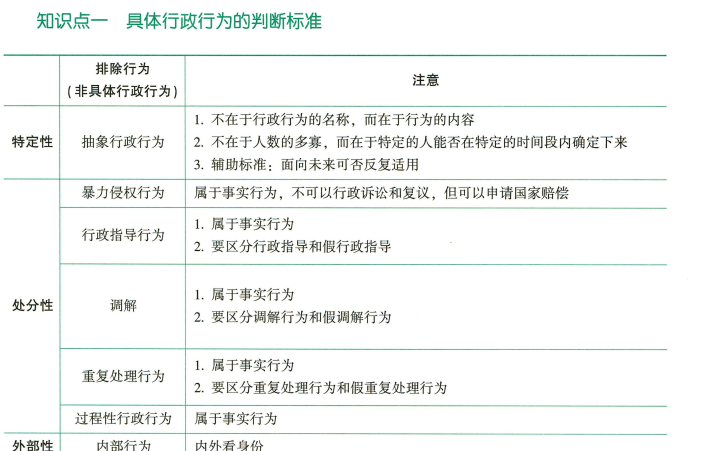 知识点一 具体行政行为的判断标准
排除行为
(非具体行政行为)
注意
特定性
抽象行政行为
1. 不在于行政行为的名称，而在于行为的内容
2. 不在于人数的多寡，而在于特定的人能否在特定的时间段内确定下来
3. 辅助标准：面向未来可否反复适用
处分性
暴力侵权行为
属于事实行为，不可以行政诉讼和复议，但可以申请国家赔偿
行政指导行为
1. 属于事实行为
2. 要区分行政指导和假行政指导
调解
1. 属于事实行为
2. 要区分调解行为和假调解行为
重复处理行为
1. 属于事实行为
2. 要区分重复处理行为和假重复处理行为
过程性行政行为
属于事实行为
外部性
内部行为
内外看身份